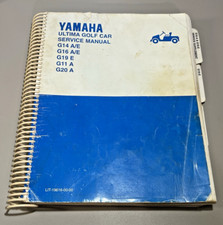 YAMAHA
ULTIMA GOLF CAR
SERVICE MANUAL
G14 A/E
G16 A/E
G19 E
G11 A
G20 A